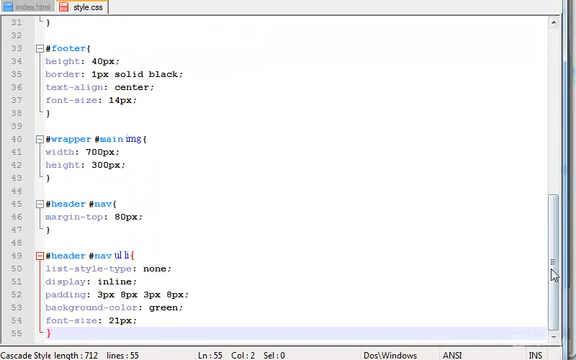 index.html style.css
31 }
32
33 #footer{
34 height: 40px;
35 border: 1px solid black;
36 text-align: center;
37 font-size: 14px;
38 }
39
40 #wrapper #main img{
41 width: 700px;
42 height: 300px;
43 }
44
45 #header #nav{
46 margin-top: 80px;
47 }
48
49 #header #nav ul li{
50 list-style-type: none;
51 display: inline;
52 padding: 3px 8px 3px 8px;
53 background-color: green;
54 font-size: 21px;
55 }
Cascade Style length : 712 lines : 55 Ln : 55 Col : 2 Sel : 0 Dos\Windows ANSI INS